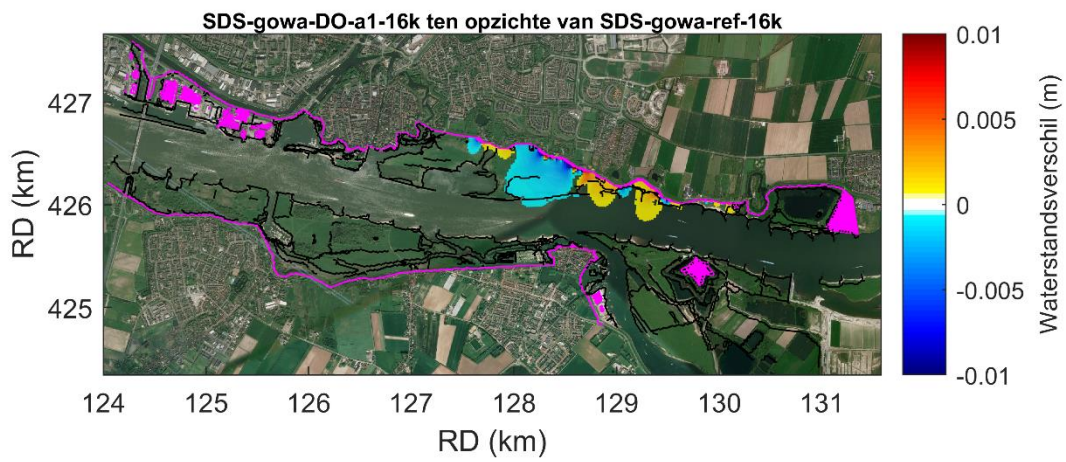 SDS-gowa-DO-a1-16k ten opzichte van SDS-gowa-ref-16k
427
426
425
RD (km)
124 125 126 127 128 129 130 131
RD (km)
0.01
0.005
0
-0.005
-0.01
Waterstandsverschil (m)